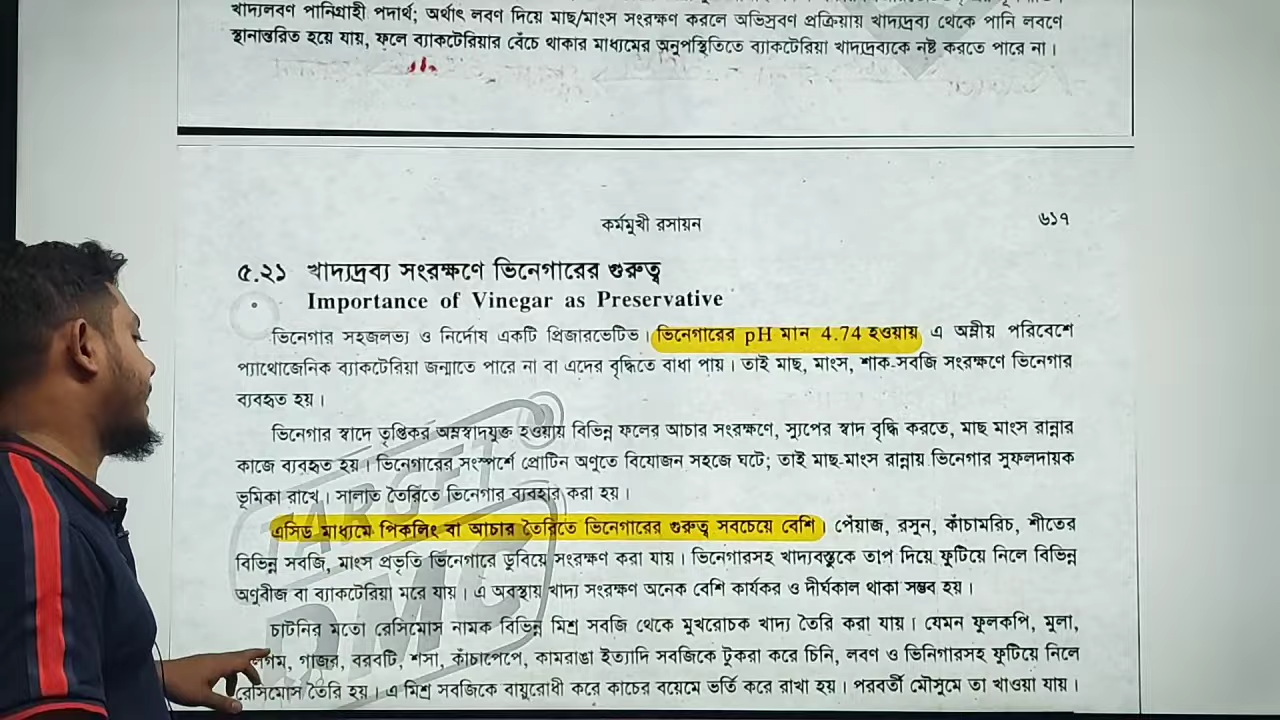 খাদ্যলবণ পানিগ্রাহী পদার্থ; অর্থাৎ লবণ দিয়ে মাছ/মাংস সংরক্ষণ করলে অভিস্রবণ প্রক্রিয়ায় খাদ্যদ্রব্য থেকে পানি লবণে
স্থানান্তরিত হয়ে যায়, ফলে ব্যাকটেরিয়ার বেঁচে থাকার মাধ্যমের অনুপস্থিতিতে ব্যাকটেরিয়া খাদ্যদ্রব্যকে নষ্ট করতে পারে না।
কর্মমুখী রসায়ন ৬১৭
৫.২১ খাদ্যদ্রব্য সংরক্ষণে ভিনেগারের গুরুত্ব
Importance of Vinegar as Preservative
ভিনেগার সহজলভ্য ও নির্দোষ একটি প্রিজারভেটিভ। ভিনেগারের pH মান 4.74 হওয়ায় এ অম্লীয় পরিবেশে
প্যাথোজেনিক ব্যাকটেরিয়া জন্মাতে পারে না বা এদের বৃদ্ধিতে বাধা পায়। তাই মাছ, মাংস, শাক-সবজি সংরক্ষণে ভিনেগার
ব্যবহৃত হয়।
ভিনেগার স্বাদে তৃপ্তিকর অম্লস্বাদযুক্ত হওয়ায় বিভিন্ন ফলের আচার সংরক্ষণে, স্যুপের স্বাদ বৃদ্ধি করতে, মাছ মাংস রান্নার
কাজে ব্যবহৃত হয়। ভিনেগারের সংস্পর্শে প্রোটিন অণুতে বিয়োজন সহজে ঘটে; তাই মাছ-মাংস রান্নায় ভিনেগার সুফলদায়ক
ভূমিকা রাখে। সালাত তৈরিতে ভিনেগার ব্যবহার করা হয়।
এসিড মাধ্যমে পিকলিং বা আচার তৈরিতে ভিনেগারের গুরুত্ব সবচেয়ে বেশি। পেঁয়াজ, রসুন, কাঁচামরিচ, শীতের
বিভিন্ন সবজি, মাংস প্রভৃতি ভিনেগারে ডুবিয়ে সংরক্ষণ করা যায়। ভিনেগারসহ খাদ্যবস্তুকে তাপ দিয়ে ফুটিয়ে নিলে বিভিন্ন
অণুবীজ বা ব্যাকটেরিয়া মরে যায়। এ অবস্থায় খাদ্য সংরক্ষণ অনেক বেশি কার্যকর ও দীর্ঘকাল থাকা সম্ভব হয়।
চাটনির মতো রেসিমোস নামক বিভিন্ন মিশ্র সবজি থেকে মুখরোচক খাদ্য তৈরি করা যায়। যেমন ফুলকপি, মুলা,
গাজর, বরবটি, শসা, কাঁচাপেপে, কামরাঙা ইত্যাদি সবজিকে টুকরা করে চিনি, লবণ ও ভিনিগারসহ ফুটিয়ে নিলে
রেসিমোস তৈরি হয়। এ মিশ্র সবজিকে বায়ুরোধী করে কাচের বয়েমে ভর্তি করে রাখা হয়। পরবর্তী মৌসুমে তা খাওয়া যায়।
TARGET
DMC